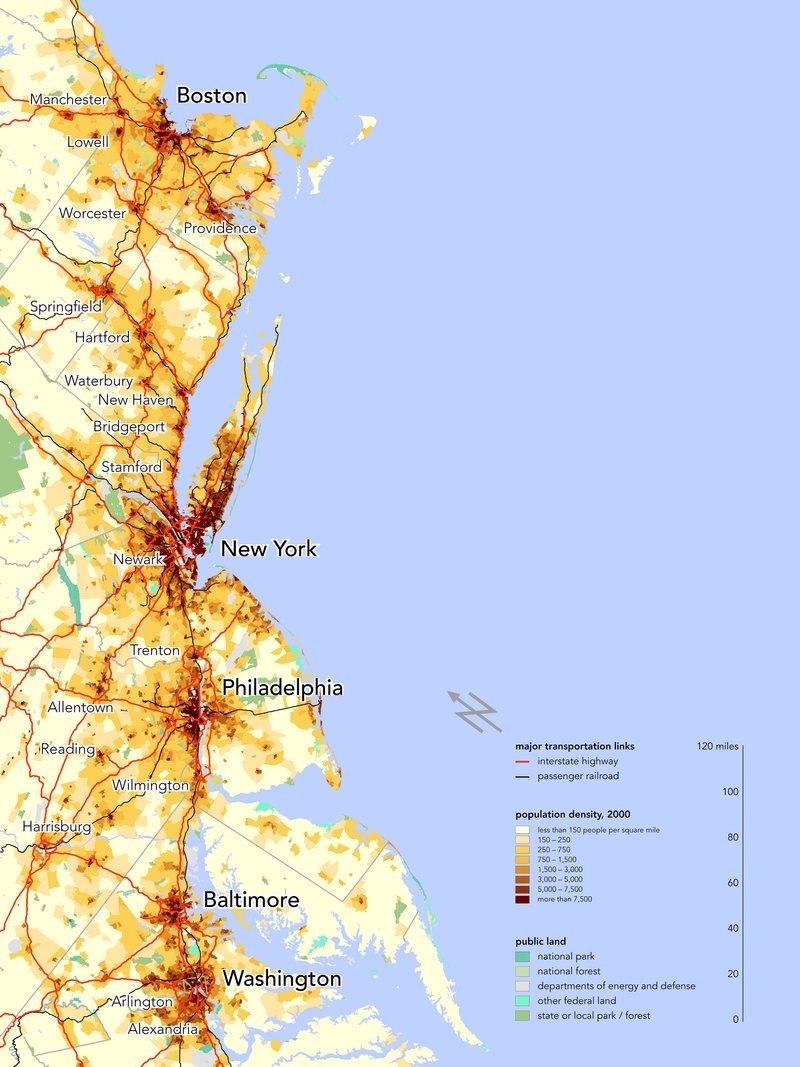 Boston
Manchester
Lowell
Worcester
Providence
Springfield
Hartford
Waterbury
New Haven
Bridgeport
Stamford
New York
Newark
Trenton
Philadelphia
Allentown
Reading
Wilmington
Harrisburg
Baltimore
Washington
Arlington
Alexandria
N
major transportation links
interstate highway
passenger railroad
population density, 2000
less than 150 people per square mile
150 – 250
250 – 750
750 – 1,500
1,500 – 3,000
3,000 – 5,000
5,000 – 7,500
more than 7,500
public land
national park
national forest
departments of energy and defense
other federal land
state or local park / forest
120 miles
100
80
60
40
20
0